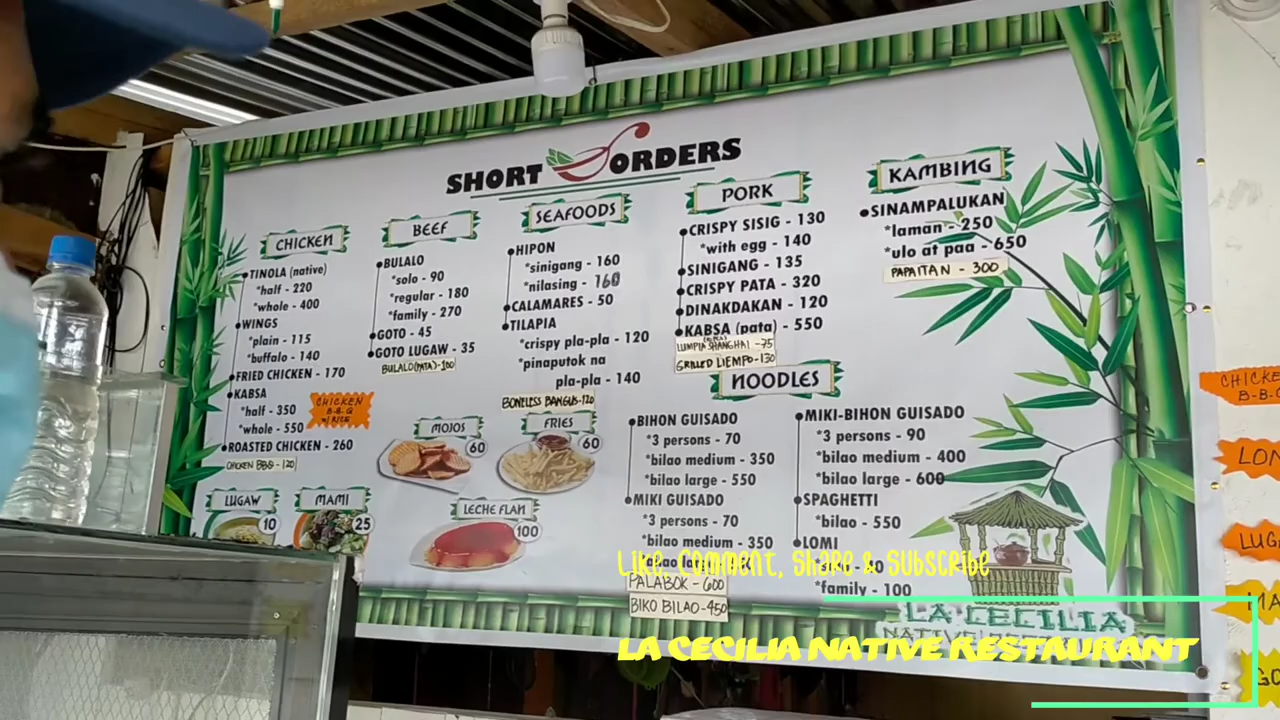 SHORT ORDERS
CHICKEN
TINOLA (native)
*half - 220
*whole - 400
WINGS
*plain - 115
*buffalo - 140
FRIED CHICKEN - 170
KABSA
*half - 350
*whole - 550
ROASTED CHICKEN - 260
CHICKEN BBQ - 120
CHICKEN
B-B-Q
W/ RICE
BEEF
BULALO
*solo - 90
*regular - 180
*family - 270
GOTO - 45
GOTO LUGAW - 35
BULALO (PATA) - 100
SEAFOODS
HIPON
*sinigang - 160
*nilasing - 160
CALAMARES - 50
TILAPIA
*crispy pla-pla - 120
*pinaputok na
pla-pla - 140
BONELESS BANGUS - 120
PORK
CRISPY SISIG - 130
*with egg - 140
SINIGANG - 135
CRISPY PATA - 320
DINAKDAKAN - 120
KABSA (pata) - 550
LUMPIA SHANGHAI - 75
GRILLED LIEMPO - 130
KAMBING
SINAMPALUKAN
*laman - 250
*ulo at paa - 650
PAPAITAN - 300
NOODLES
BIHON GUISADO
*3 persons - 70
*bilao medium - 350
*bilao large - 550
MIKI GUISADO
*3 persons - 70
*bilao medium - 350
PALABOK - 600
BIKO BILAO - 450
MIKI-BIHON GUISADO
*3 persons - 90
*bilao medium - 400
*bilao large - 600
SPAGHETTI
*bilao - 550
LOMI
*family - 100
MOJOS
60
FRIES
60
LUGAW
10
MAMI
25
LECHE FLAN
100
LA CECILIA
NATIVE
CHICKEN
B-B-Q
Like, Comment, Share & Subscribe
LA CECILIA NATIVE RESTAURANT